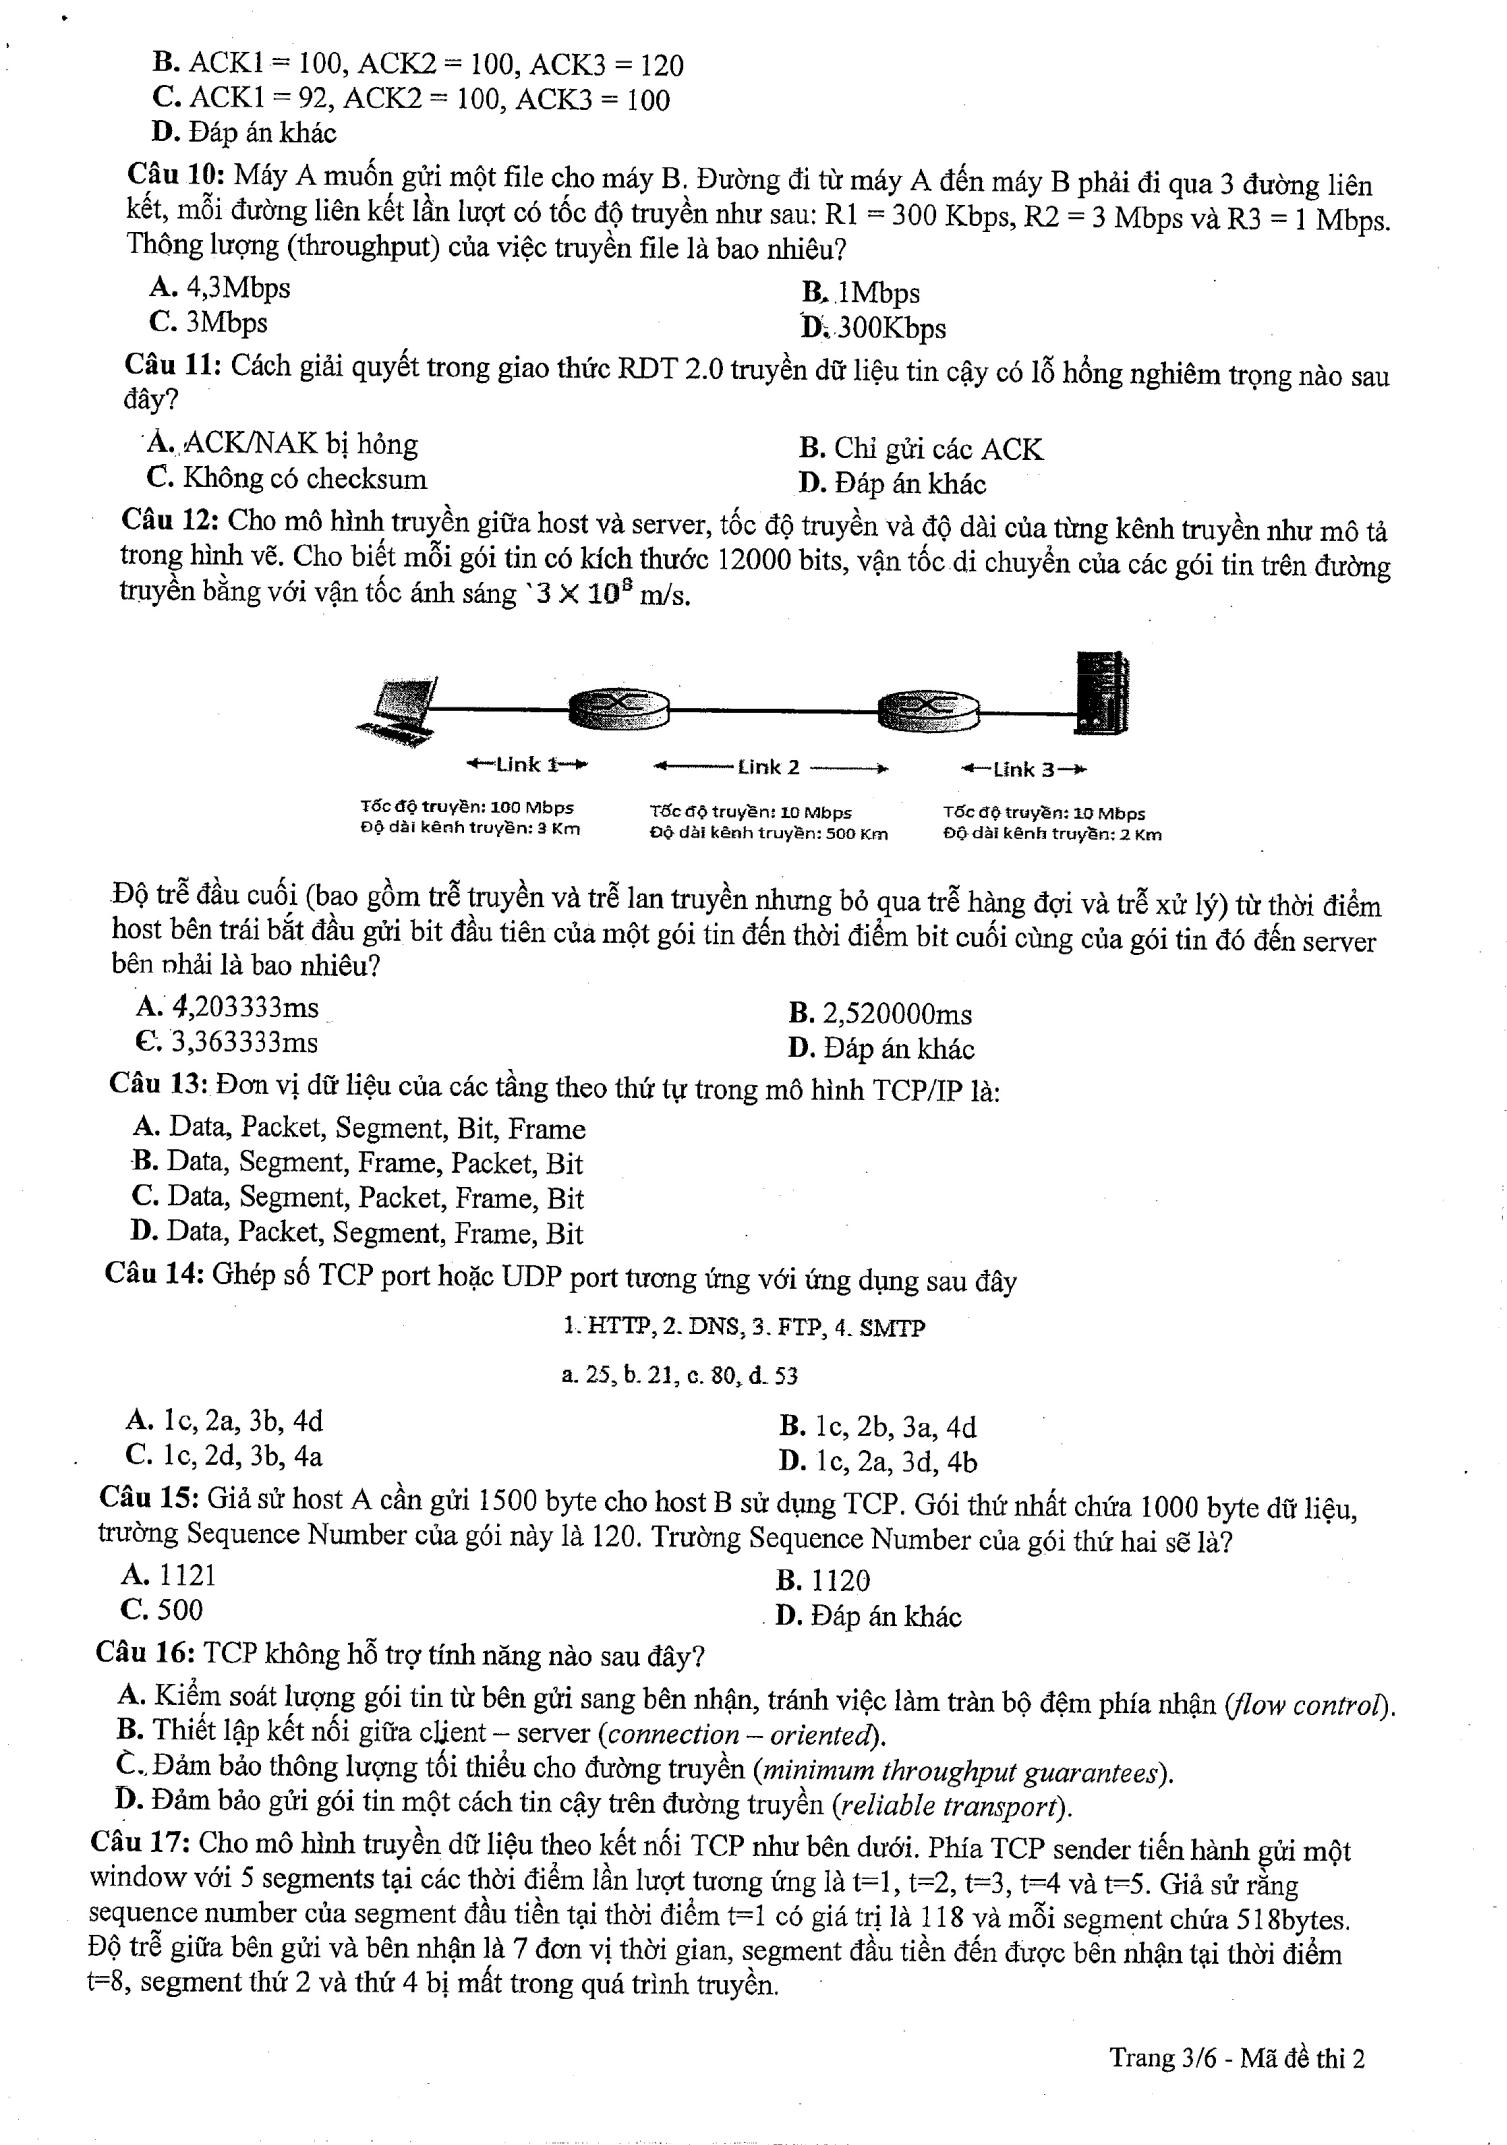 B. ACK1 = 100, ACK2 = 100, ACK3 = 120
C. ACK1 = 92, ACK2 = 100, ACK3 = 100
D. Đáp án khác
Câu 10: Máy A muốn gửi một file cho máy B. Đường đi từ máy A đến máy B phải đi qua 3 đường liên
kết, mỗi đường liên kết lần lượt có tốc độ truyền như sau: R1 = 300 Kbps, R2 = 3 Mbps và R3 = 1 Mbps.
Thông lượng (throughput) của việc truyền file là bao nhiêu?
A. 4,3Mbps
B. 1Mbps
C. 3Mbps
D. 300Kbps
Câu 11: Cách giải quyết trong giao thức RDT 2.0 truyền dữ liệu tin cậy có lỗ hổng nghiêm trọng nào sau
đây?
A. ACK/NAK bị hỏng
B. Chỉ gửi các ACK
C. Không có checksum
D. Đáp án khác
Câu 12: Cho mô hình truyền giữa host và server, tốc độ truyền và độ dài của từng kênh truyền như mô tả
trong hình vẽ. Cho biết mỗi gói tin có kích thước 12000 bits, vận tốc di chuyển của các gói tin trên đường
truyền bằng với vận tốc ánh sáng `3 × 10⁸ m/s.
Link 1
Link 2
Link 3
Tốc độ truyền: 100 Mbps
Độ dài kênh truyền: 3 Km
Tốc độ truyền: 10 Mbps
Độ dài kênh truyền: 500 Km
Tốc độ truyền: 10 Mbps
Độ dài kênh truyền: 2 Km
Độ trễ đầu cuối (bao gồm trễ truyền và trễ lan truyền nhưng bỏ qua trễ hàng đợi và trễ xử lý) từ thời điểm
host bên trái bắt đầu gửi bit đầu tiên của một gói tin đến thời điểm bit cuối cùng của gói tin đó đến server
bên phải là bao nhiêu?
A. 4,203333ms
B. 2,520000ms
C. 3,363333ms
D. Đáp án khác
Câu 13: Đơn vị dữ liệu của các tầng theo thứ tự trong mô hình TCP/IP là:
A. Data, Packet, Segment, Bit, Frame
B. Data, Segment, Frame, Packet, Bit
C. Data, Segment, Packet, Frame, Bit
D. Data, Packet, Segment, Frame, Bit
Câu 14: Ghép số TCP port hoặc UDP port tương ứng với ứng dụng sau đây
1. HTTP, 2. DNS, 3. FTP, 4. SMTP
a. 25, b. 21, c. 80, d. 53
A. 1c, 2a, 3b, 4d
B. 1c, 2b, 3a, 4d
C. 1c, 2d, 3b, 4a
D. 1c, 2a, 3d, 4b
Câu 15: Giả sử host A cần gửi 1500 byte cho host B sử dụng TCP. Gói thứ nhất chứa 1000 byte dữ liệu,
trường Sequence Number của gói này là 120. Trường Sequence Number của gói thứ hai sẽ là?
A. 1121
B. 1120
C. 500
D. Đáp án khác
Câu 16: TCP không hỗ trợ tính năng nào sau đây?
A. Kiểm soát lượng gói tin từ bên gửi sang bên nhận, tránh việc làm tràn bộ đệm phía nhận (flow control).
B. Thiết lập kết nối giữa client – server (connection – oriented).
C. Đảm bảo thông lượng tối thiểu cho đường truyền (minimum throughput guarantees).
D. Đảm bảo gửi gói tin một cách tin cậy trên đường truyền (reliable transport).
Câu 17: Cho mô hình truyền dữ liệu theo kết nối TCP như bên dưới. Phía TCP sender tiến hành gửi một
window với 5 segments tại các thời điểm lần lượt tương ứng là t=1, t=2, t=3, t=4 và t=5. Giả sử rằng
sequence number của segment đầu tiền tại thời điểm t=1 có giá trị là 118 và mỗi segment chứa 518bytes.
Độ trễ giữa bên gửi và bên nhận là 7 đơn vị thời gian, segment đầu tiền đến được bên nhận tại thời điểm
t=8, segment thứ 2 và thứ 4 bị mất trong quá trình truyền.
Trang 3/6 - Mã đề thi 2